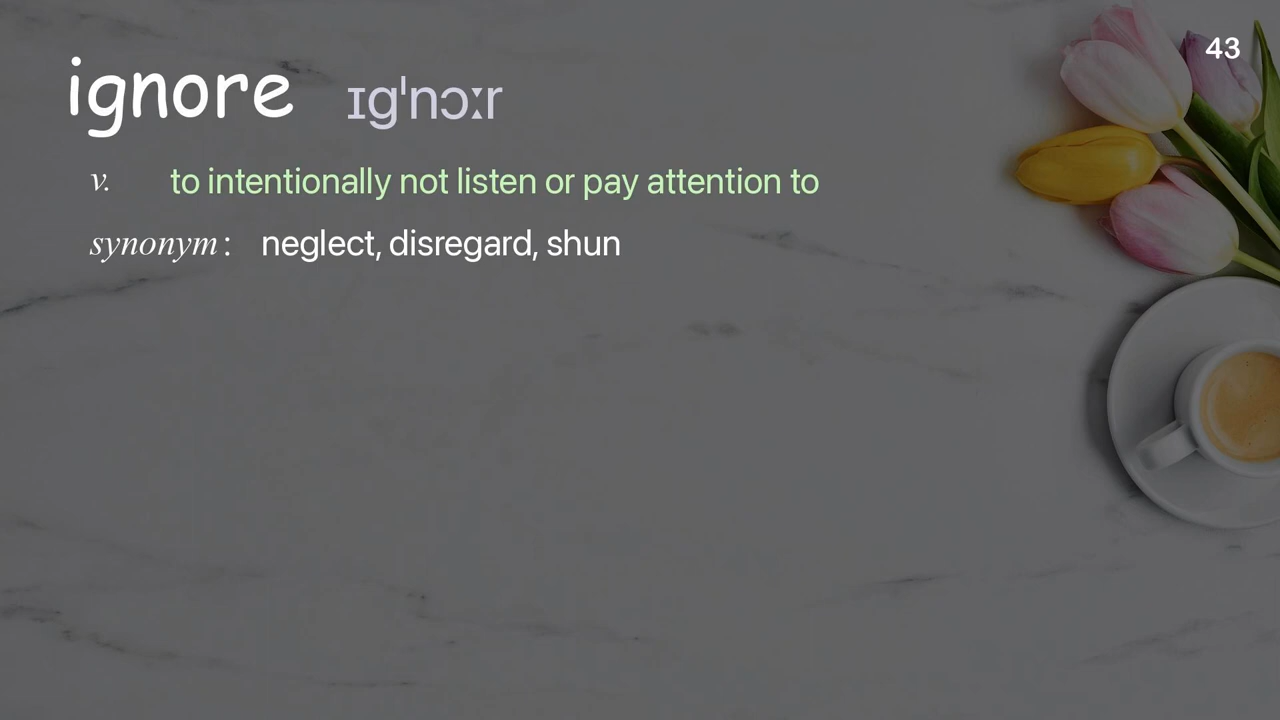 43
ignore ɪgˈnɔːr
v. to intentionally not listen or pay attention to
synonym: neglect, disregard, shun